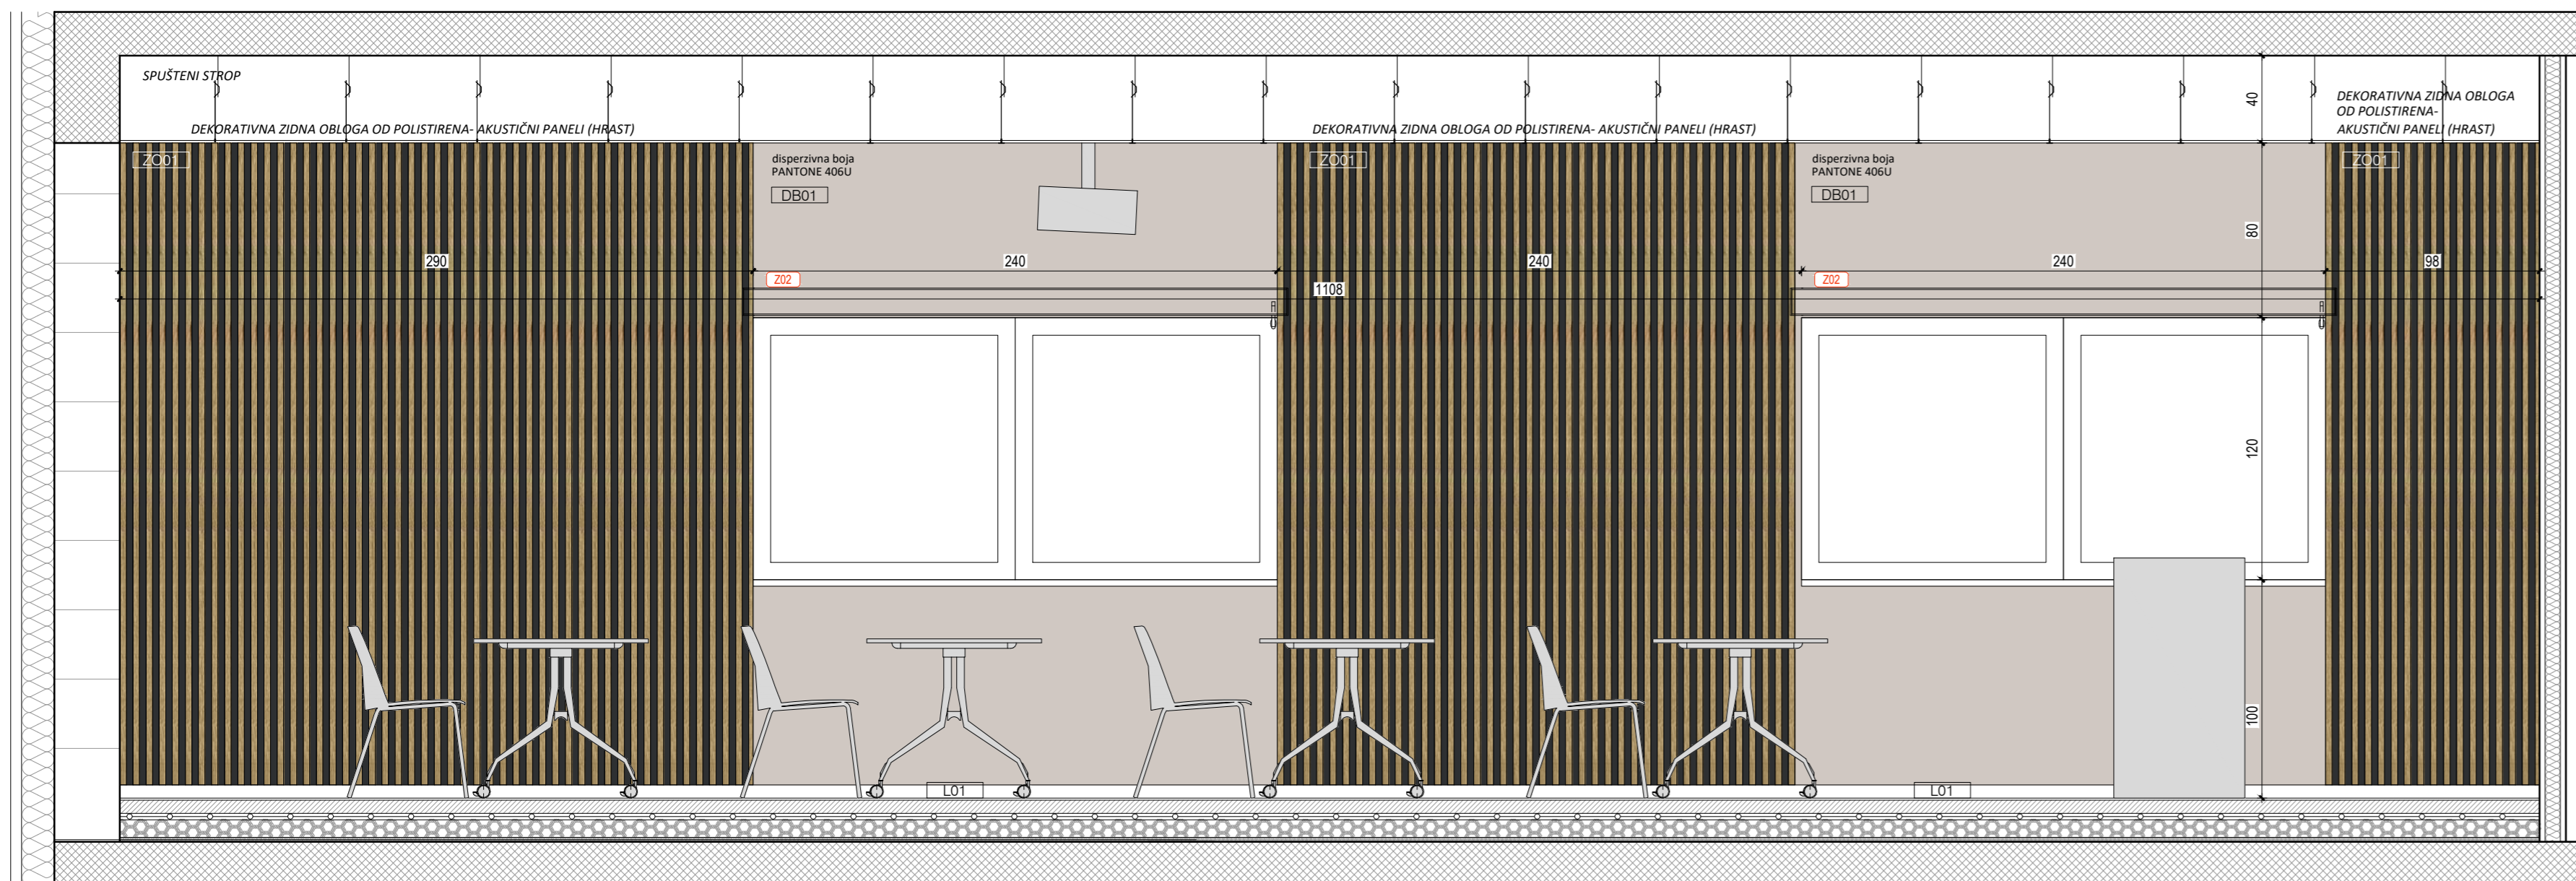 SPUŠTENI STROP
DEKORATIVNA ZIDNA OBLOGA OD POLISTIRENA- AKUSTIČNI PANELI (HRAST)
DEKORATIVNA ZIDNA OBLOGA OD POLISTIRENA- AKUSTIČNI PANELI (HRAST)
DEKORATIVNA ZIDNA OBLOGA
OD POLISTIRENA-
AKUSTIČNI PANELI (HRAST)
40
ZO01
disperzivna boja
PANTONE 406U
DB01
ZO01
disperzivna boja
PANTONE 406U
DB01
ZO01
80
290
240
240
240
98
Z02
Z02
1108
120
100
L01
L01